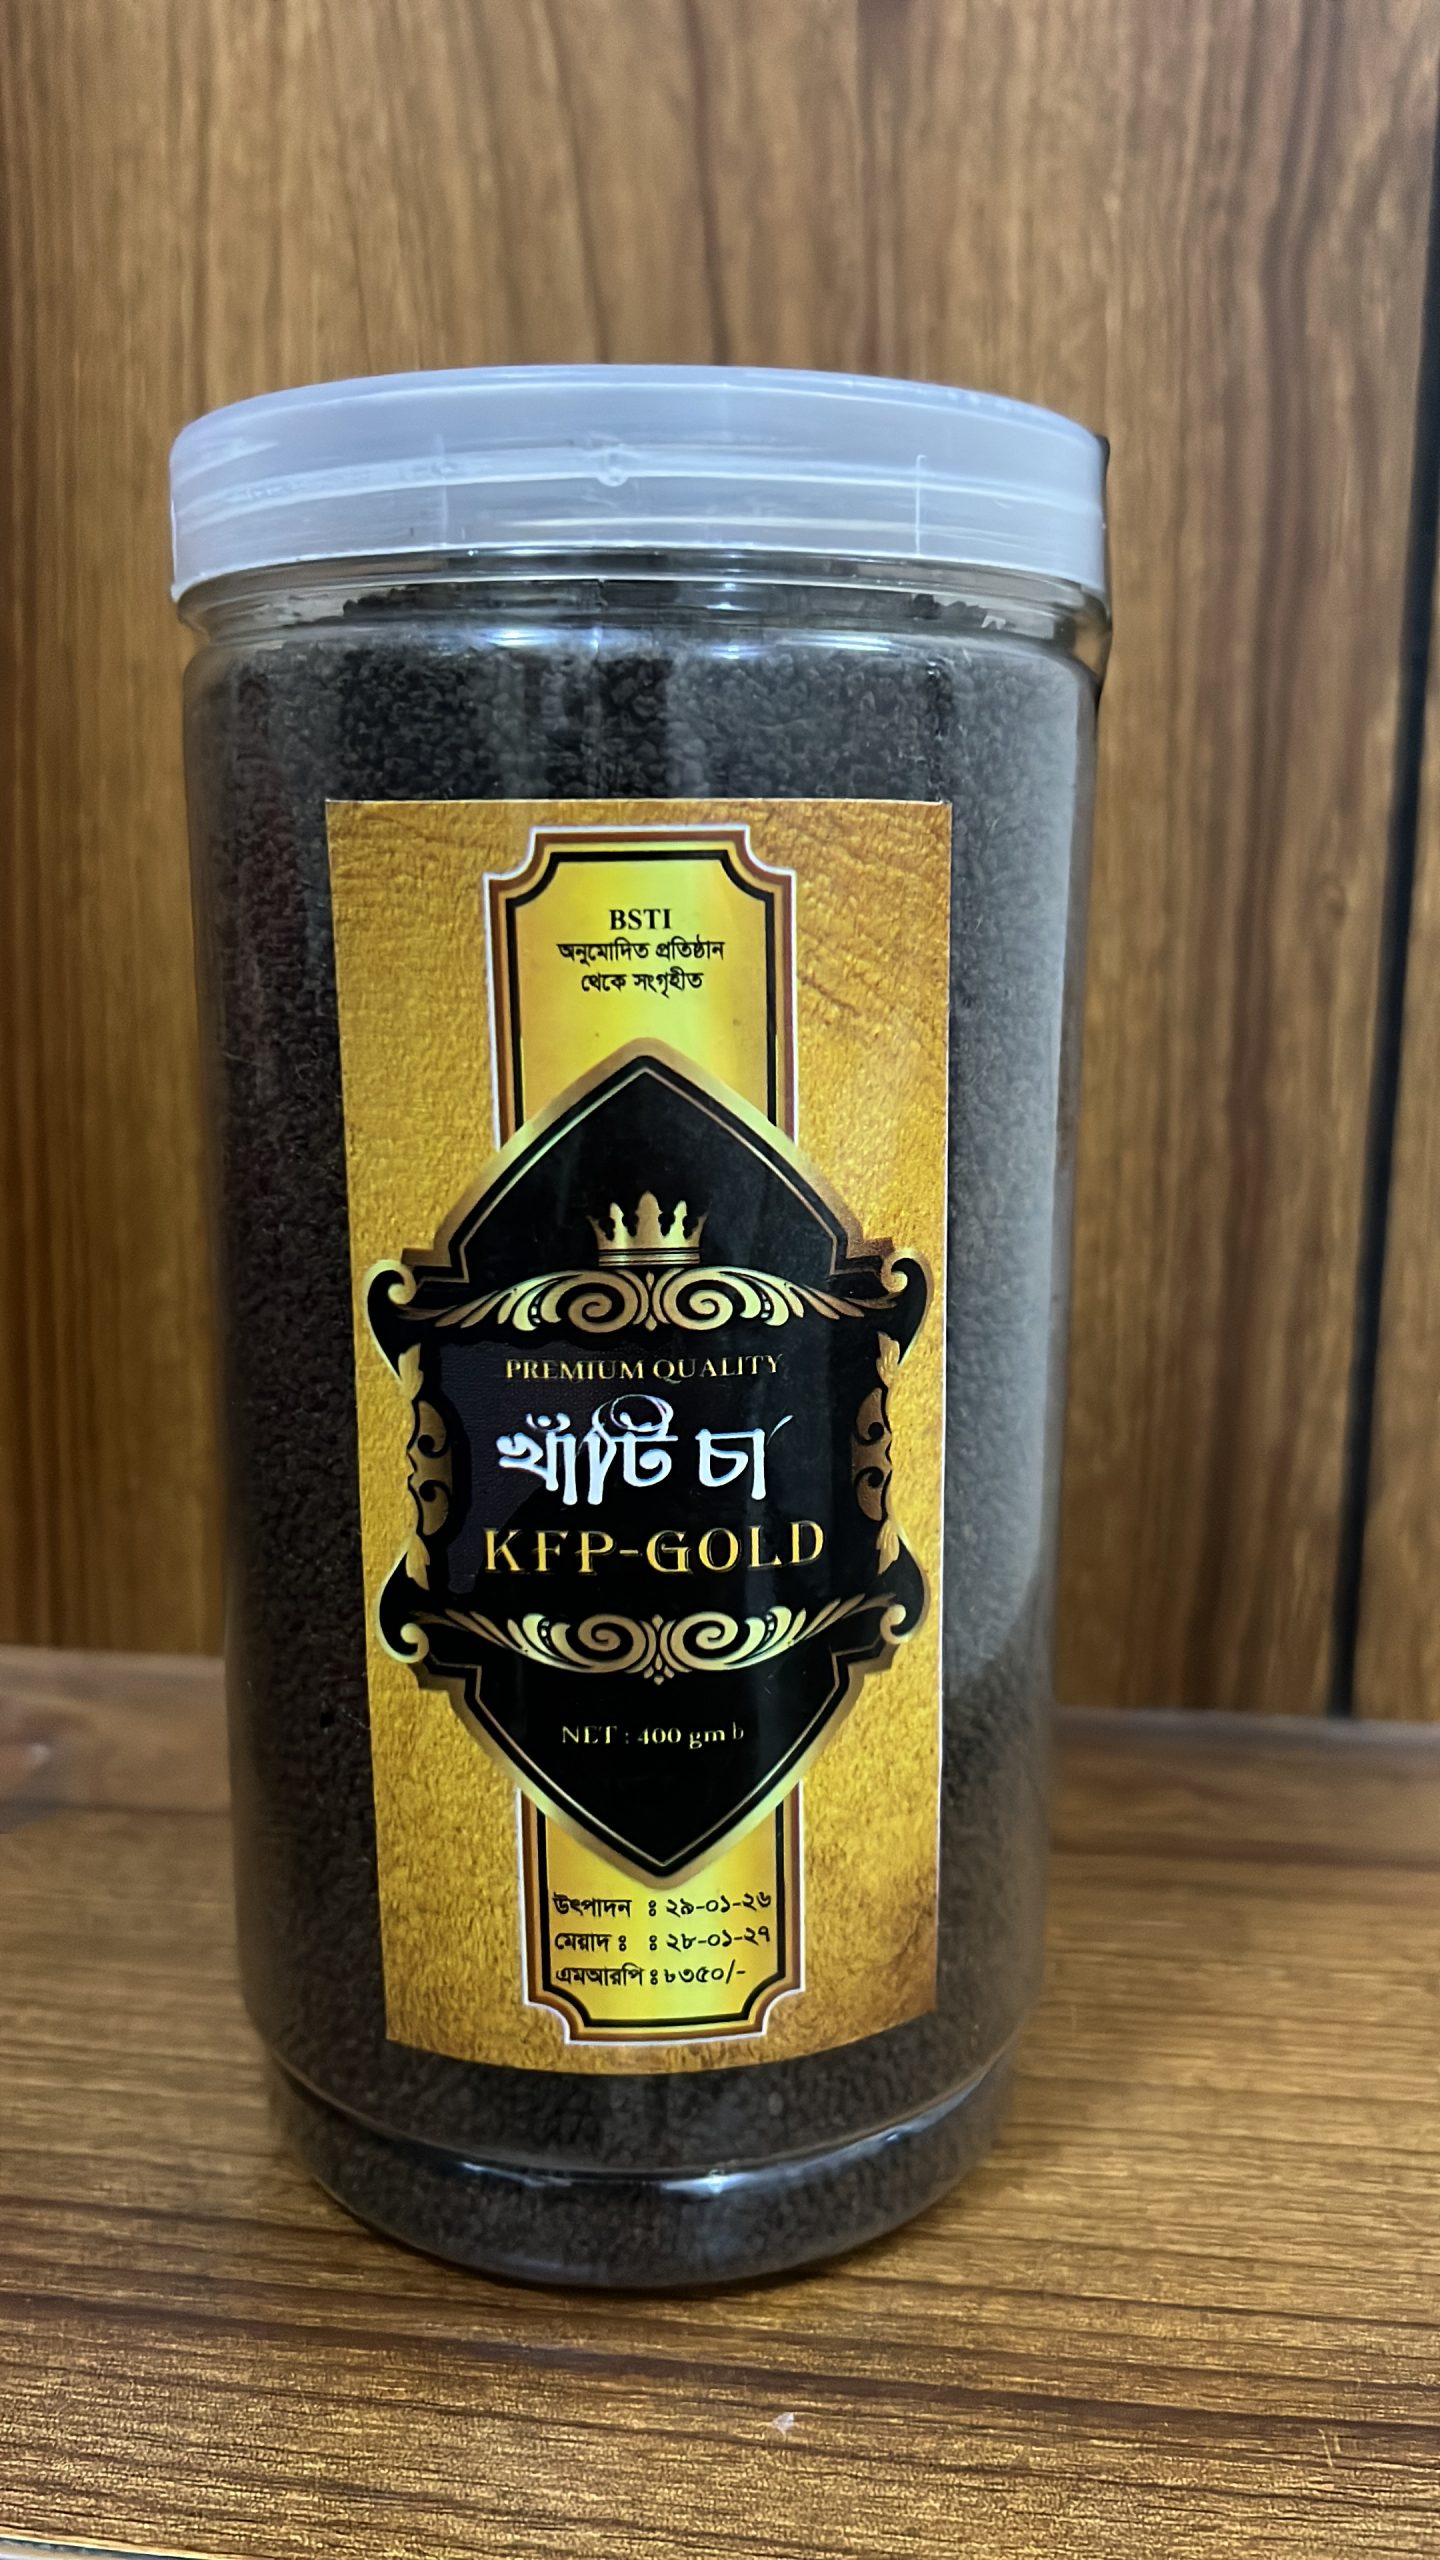 BSTI
অনুমোদিত প্রতিষ্ঠান
থেকে সংগৃহীত
PREMIUM QUALITY
খাঁটি চা
KFP-GOLD
NET : 400 gm b
উৎপাদন ঃ ২৯-০১-২৬
মেয়াদ ঃ ঃ ২৮-০১-২৭
এমআরপি ঃ ৮৩৫০/-